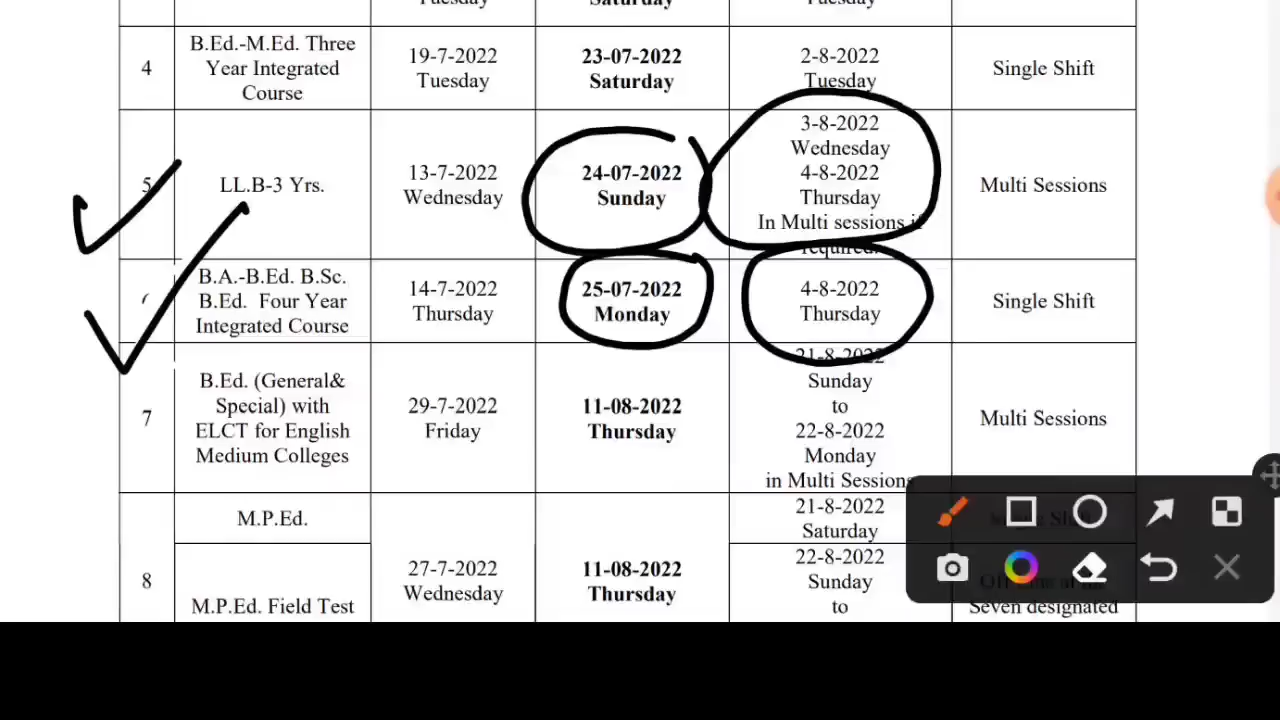 Tuesday
Saturday
Tuesday
4
B.Ed.-M.Ed. Three
Year Integrated
Course
19-7-2022
Tuesday
23-07-2022
Saturday
2-8-2022
Tuesday
Single Shift
5
LL.B-3 Yrs.
13-7-2022
Wednesday
24-07-2022
Sunday
3-8-2022
Wednesday
4-8-2022
Thursday
In Multi sessions if
required.
Multi Sessions
B.A.-B.Ed. B.Sc.
B.Ed. Four Year
Integrated Course
14-7-2022
Thursday
25-07-2022
Monday
4-8-2022
Thursday
Single Shift
7
B.Ed. (General&
Special) with
ELCT for English
Medium Colleges
29-7-2022
Friday
11-08-2022
Thursday
21-8-2022
Sunday
to
22-8-2022
Monday
in Multi Sessions
Multi Sessions
8
M.P.Ed.
21-8-2022
Saturday
M.P.Ed. Field Test
27-7-2022
Wednesday
11-08-2022
Thursday
22-8-2022
Sunday
to
Seven designated